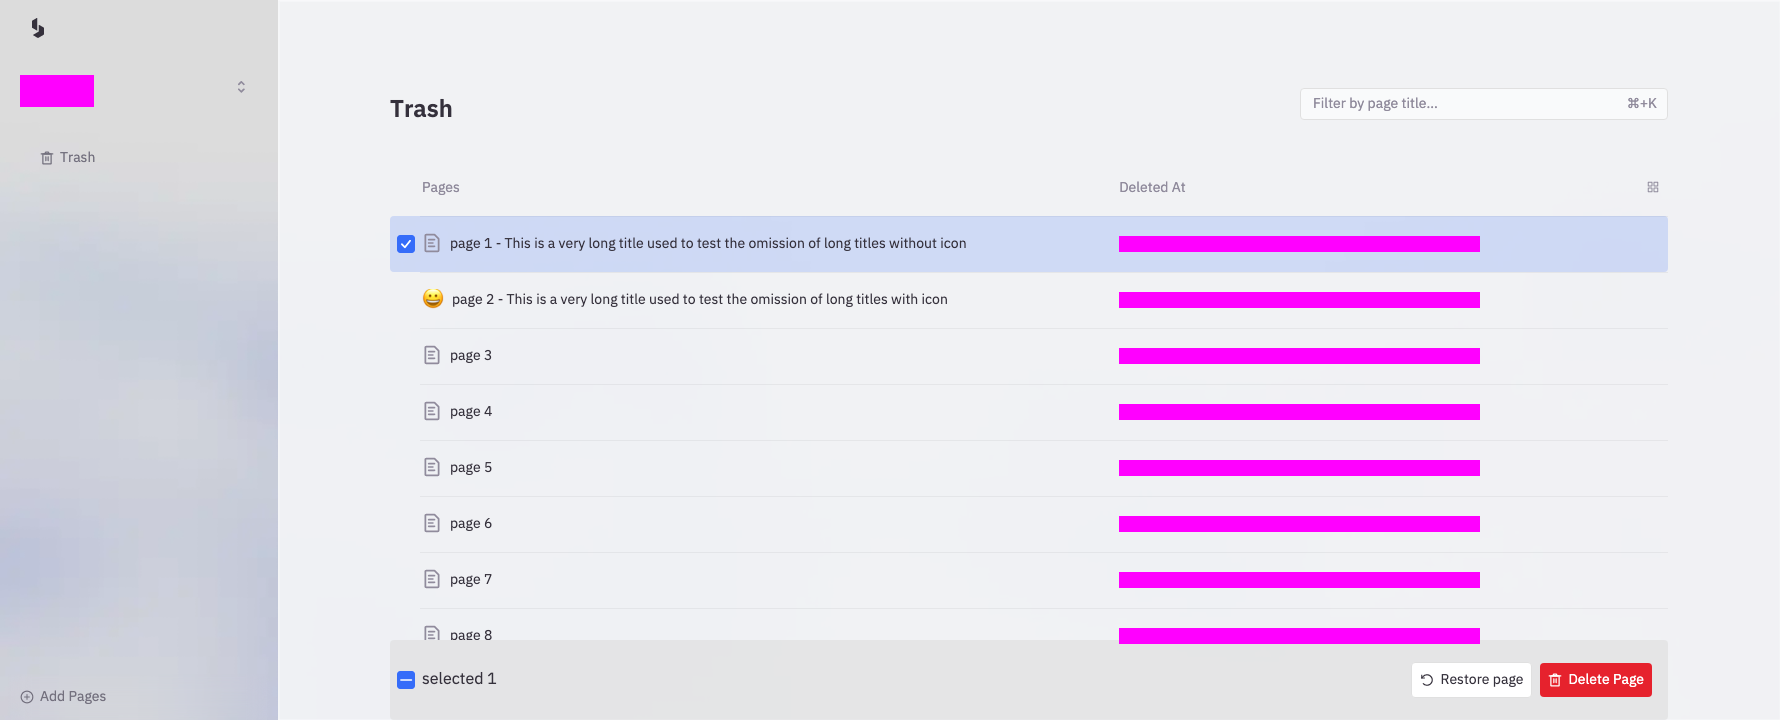 Trash
Filter by page title... ⌘+K
Trash
Pages Deleted At
page 1 - This is a very long title used to test the omission of long titles without icon
page 2 - This is a very long title used to test the omission of long titles with icon
page 3
page 4
page 5
page 6
page 7
page 8
selected 1 Restore page Delete Page
Add Pages